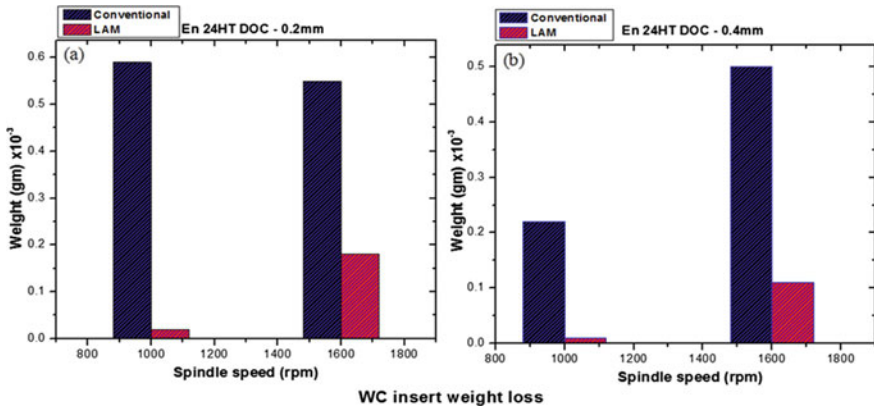 Conventional
LAM
En 24HT DOC - 0.2mm
(a)
Weight (gm) x10-3
0.6
0.5
0.4
0.3
0.2
0.1
0.0
800 1000 1200 1400 1600 1800
Spindle speed (rpm)
Conventional
LAM
En 24HT DOC - 0.4mm
(b)
Weight (gm) x10-3
0.5
0.4
0.3
0.2
0.1
0.0
800 1000 1200 1400 1600 1800
Spindle speed (rpm)
WC insert weight loss